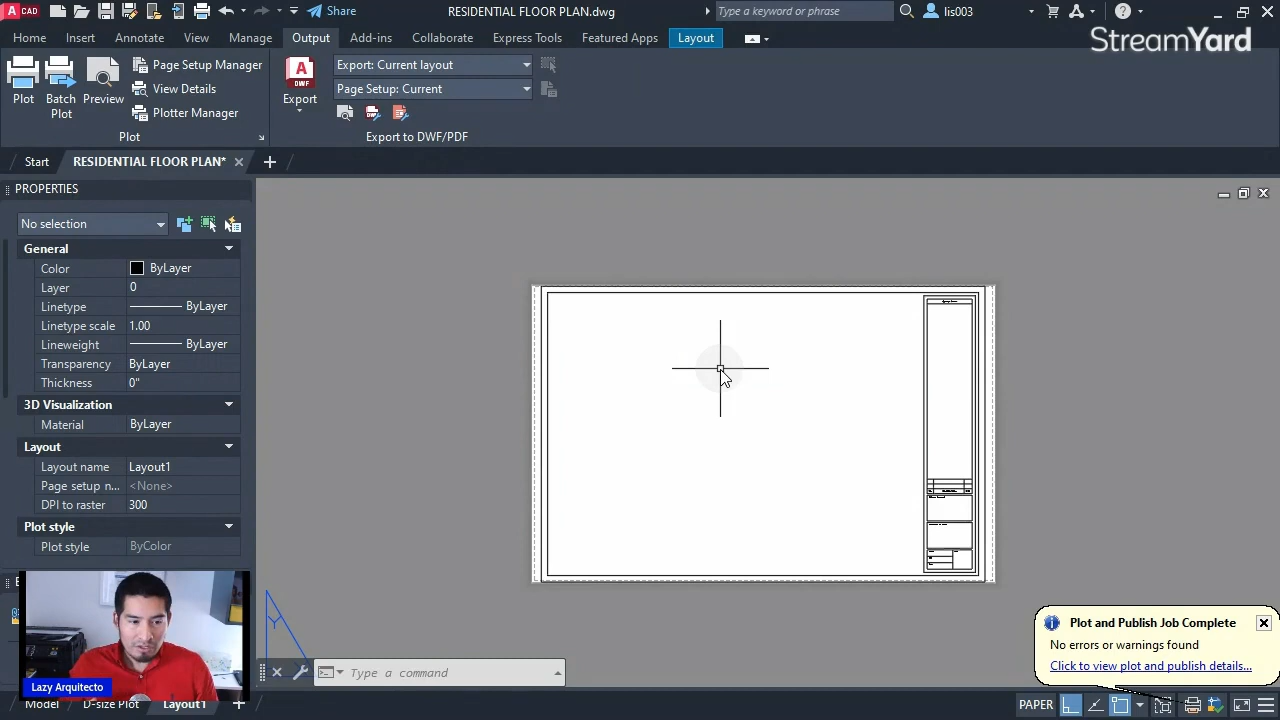 A CAD
Share
RESIDENTIAL FLOOR PLAN.dwg
Type a keyword or phrase
lis003
StreamYard
Home
Insert
Annotate
View
Manage
Output
Add-ins
Collaborate
Express Tools
Featured Apps
Layout
Plot
Batch
Plot
Preview
Page Setup Manager
View Details
Plotter Manager
Plot
A
DWF
Export
Export: Current layout
Page Setup: Current
Export to DWF/PDF
Start
RESIDENTIAL FLOOR PLAN*
PROPERTIES
No selection
General
Color ByLayer
Layer 0
Linetype ByLayer
Linetype scale 1.00
Lineweight ByLayer
Transparency ByLayer
Thickness 0"
3D Visualization
Material ByLayer
Layout
Layout name Layout1
Page setup n... <None>
DPI to raster 300
Plot style
Plot style ByColor
Y
Lazy Arquitecto
Type a command
Plot and Publish Job Complete
No errors or warnings found
Click to view plot and publish details...
Model
D-size Plot
Layout1
PAPER